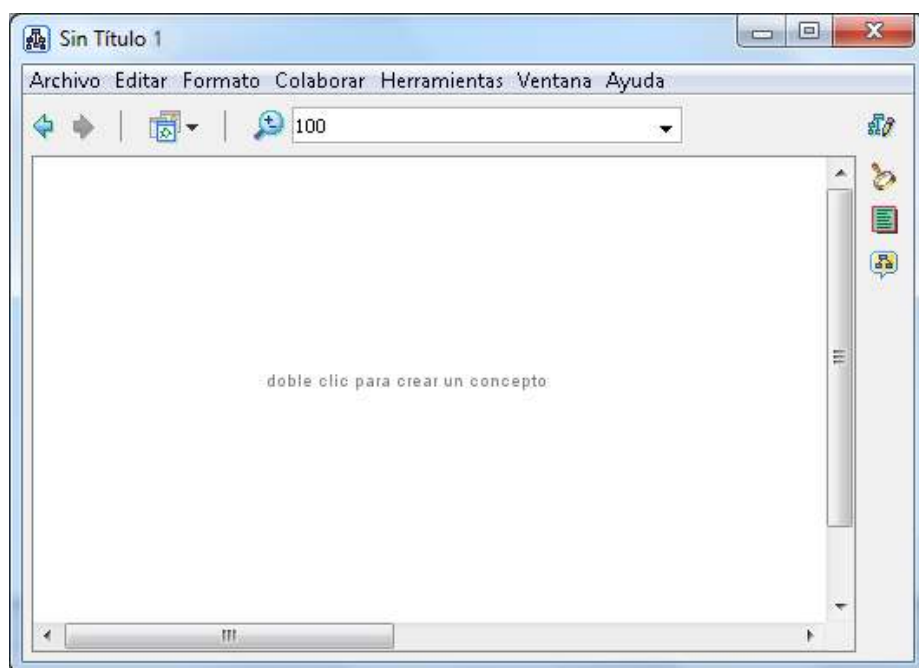 Sin Título 1
Archivo Editar Formato Colaborar Herramientas Ventana Ayuda
100
doble clic para crear un concepto